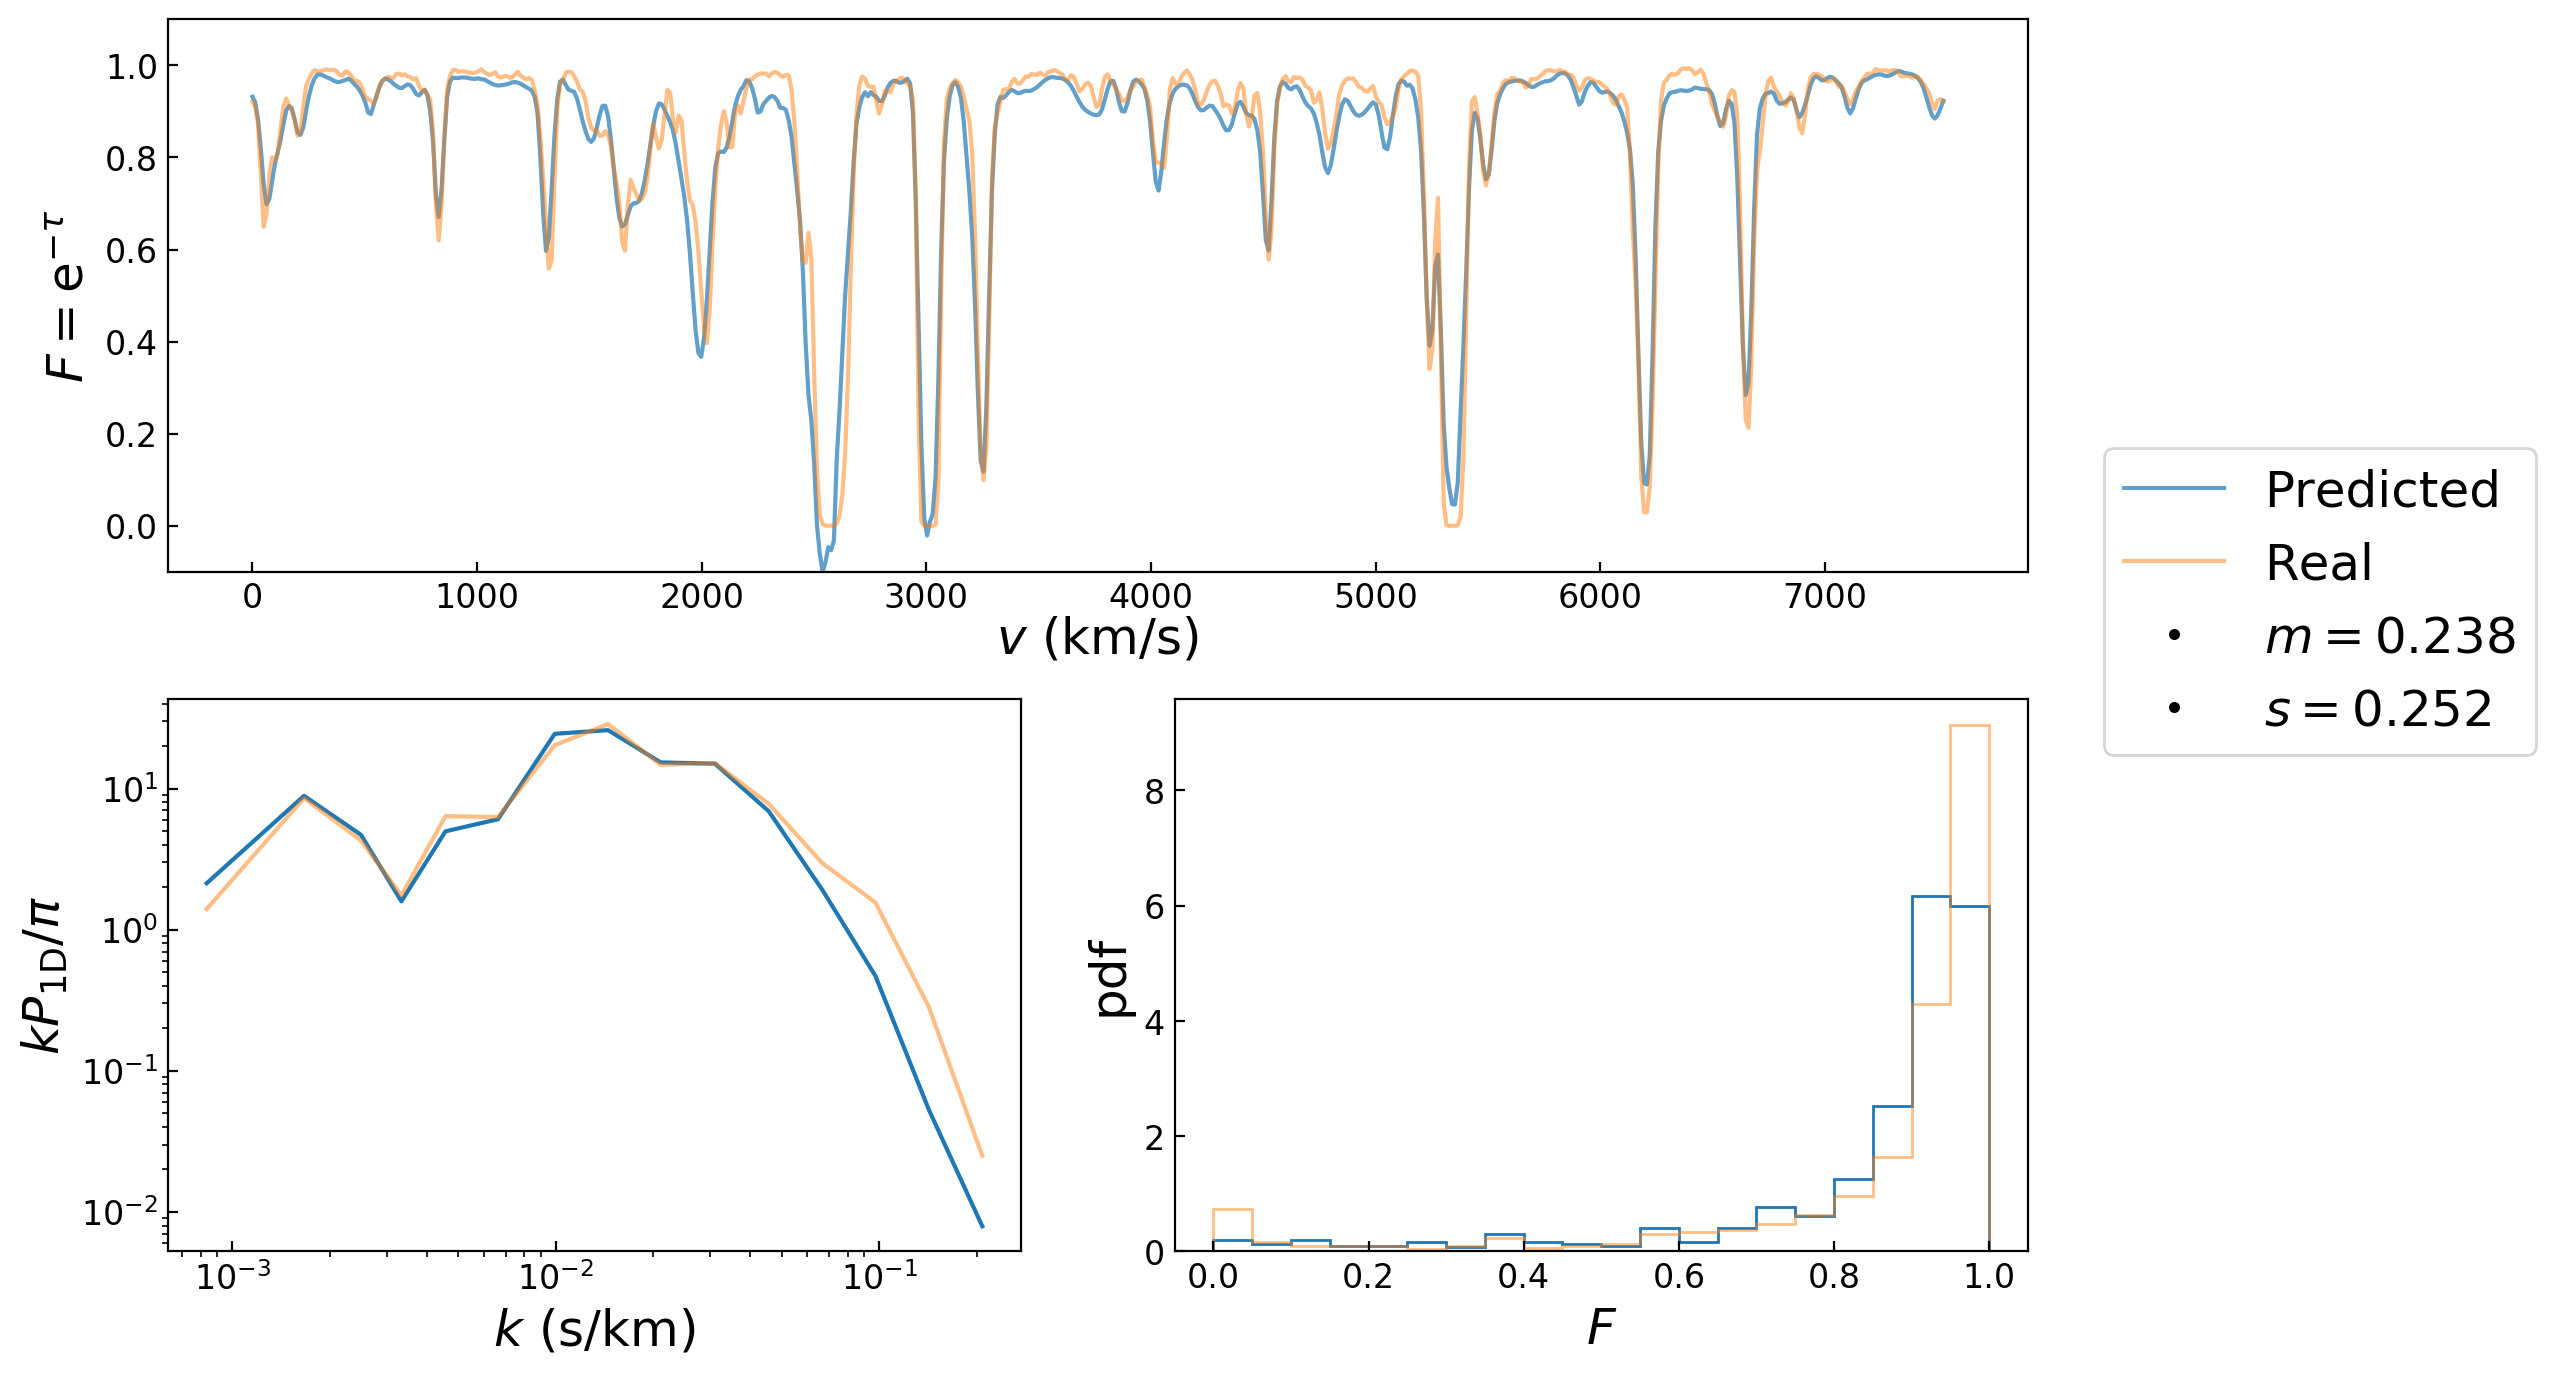 F = e^{-τ}
1.0
0.8
0.6
0.4
0.2
0.0
0 1000 2000 3000 4000 5000 6000 7000
v (km/s)
Predicted
Real
m = 0.238
s = 0.252
kP_{1D}/π
10^1
10^0
10^{-1}
10^{-2}
10^{-3} 10^{-2} 10^{-1}
k (s/km)
pdf
8
6
4
2
0
0.0 0.2 0.4 0.6 0.8 1.0
F